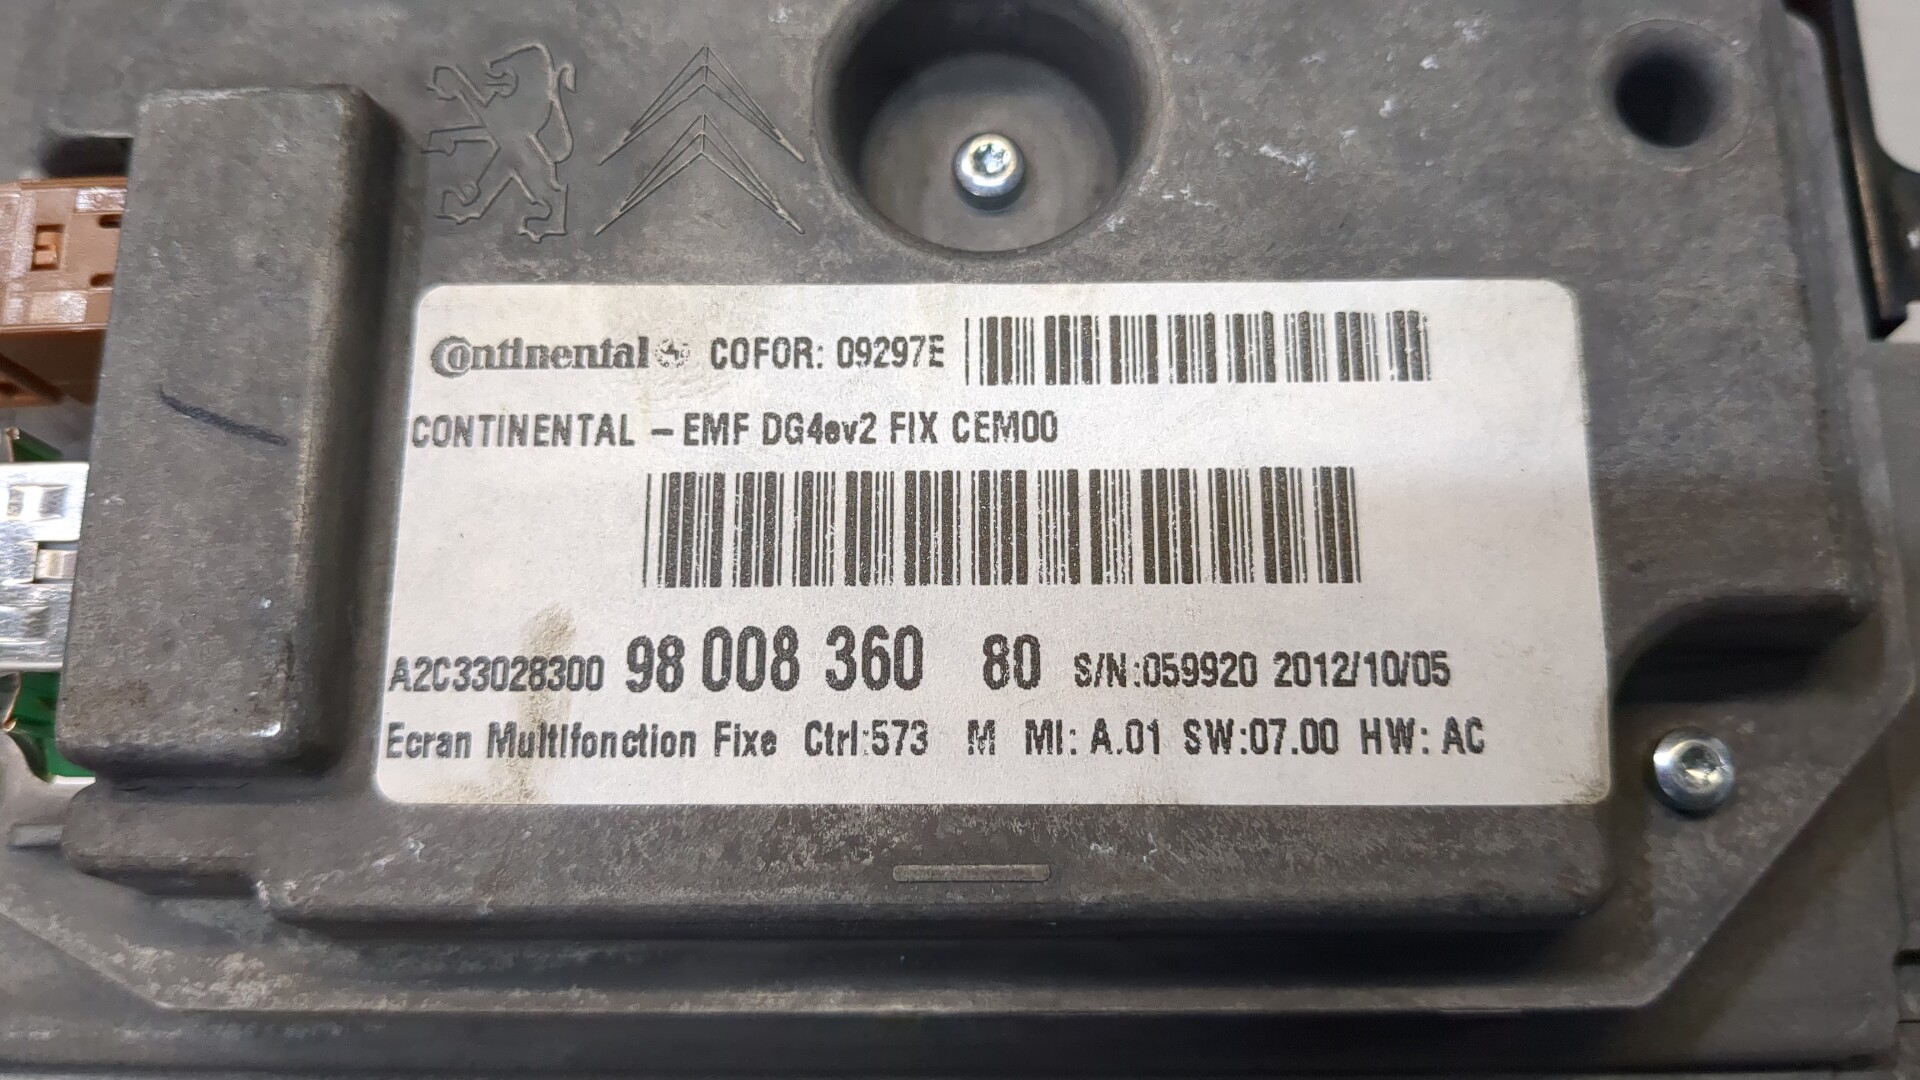 Continental COFOR: 09297E
CONTINENTAL - EMF DG4ev2 FIX CEM00
A2C33028300 98 008 360 80 S/N:059920 2012/10/05
Ecran Multifonction Fixe Ctrl:573 M MI: A.01 SW:07.00 HW: AC